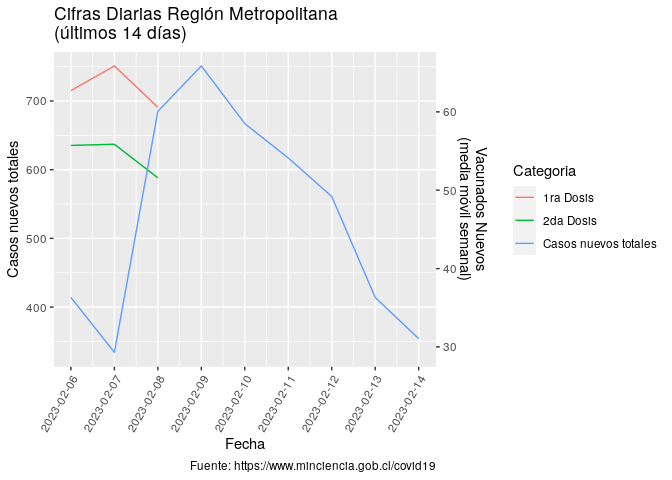 Cifras Diarias Región Metropolitana
(últimos 14 días)
Casos nuevos totales
700
600
500
400
60
50
40
30
Vacunados Nuevos
(media móvil semanal)
2023-02-06
2023-02-07
2023-02-08
2023-02-09
2023-02-10
2023-02-11
2023-02-12
2023-02-13
2023-02-14
Fecha
Categoria
1ra Dosis
2da Dosis
Casos nuevos totales
Fuente: https://www.minciencia.gob.cl/covid19